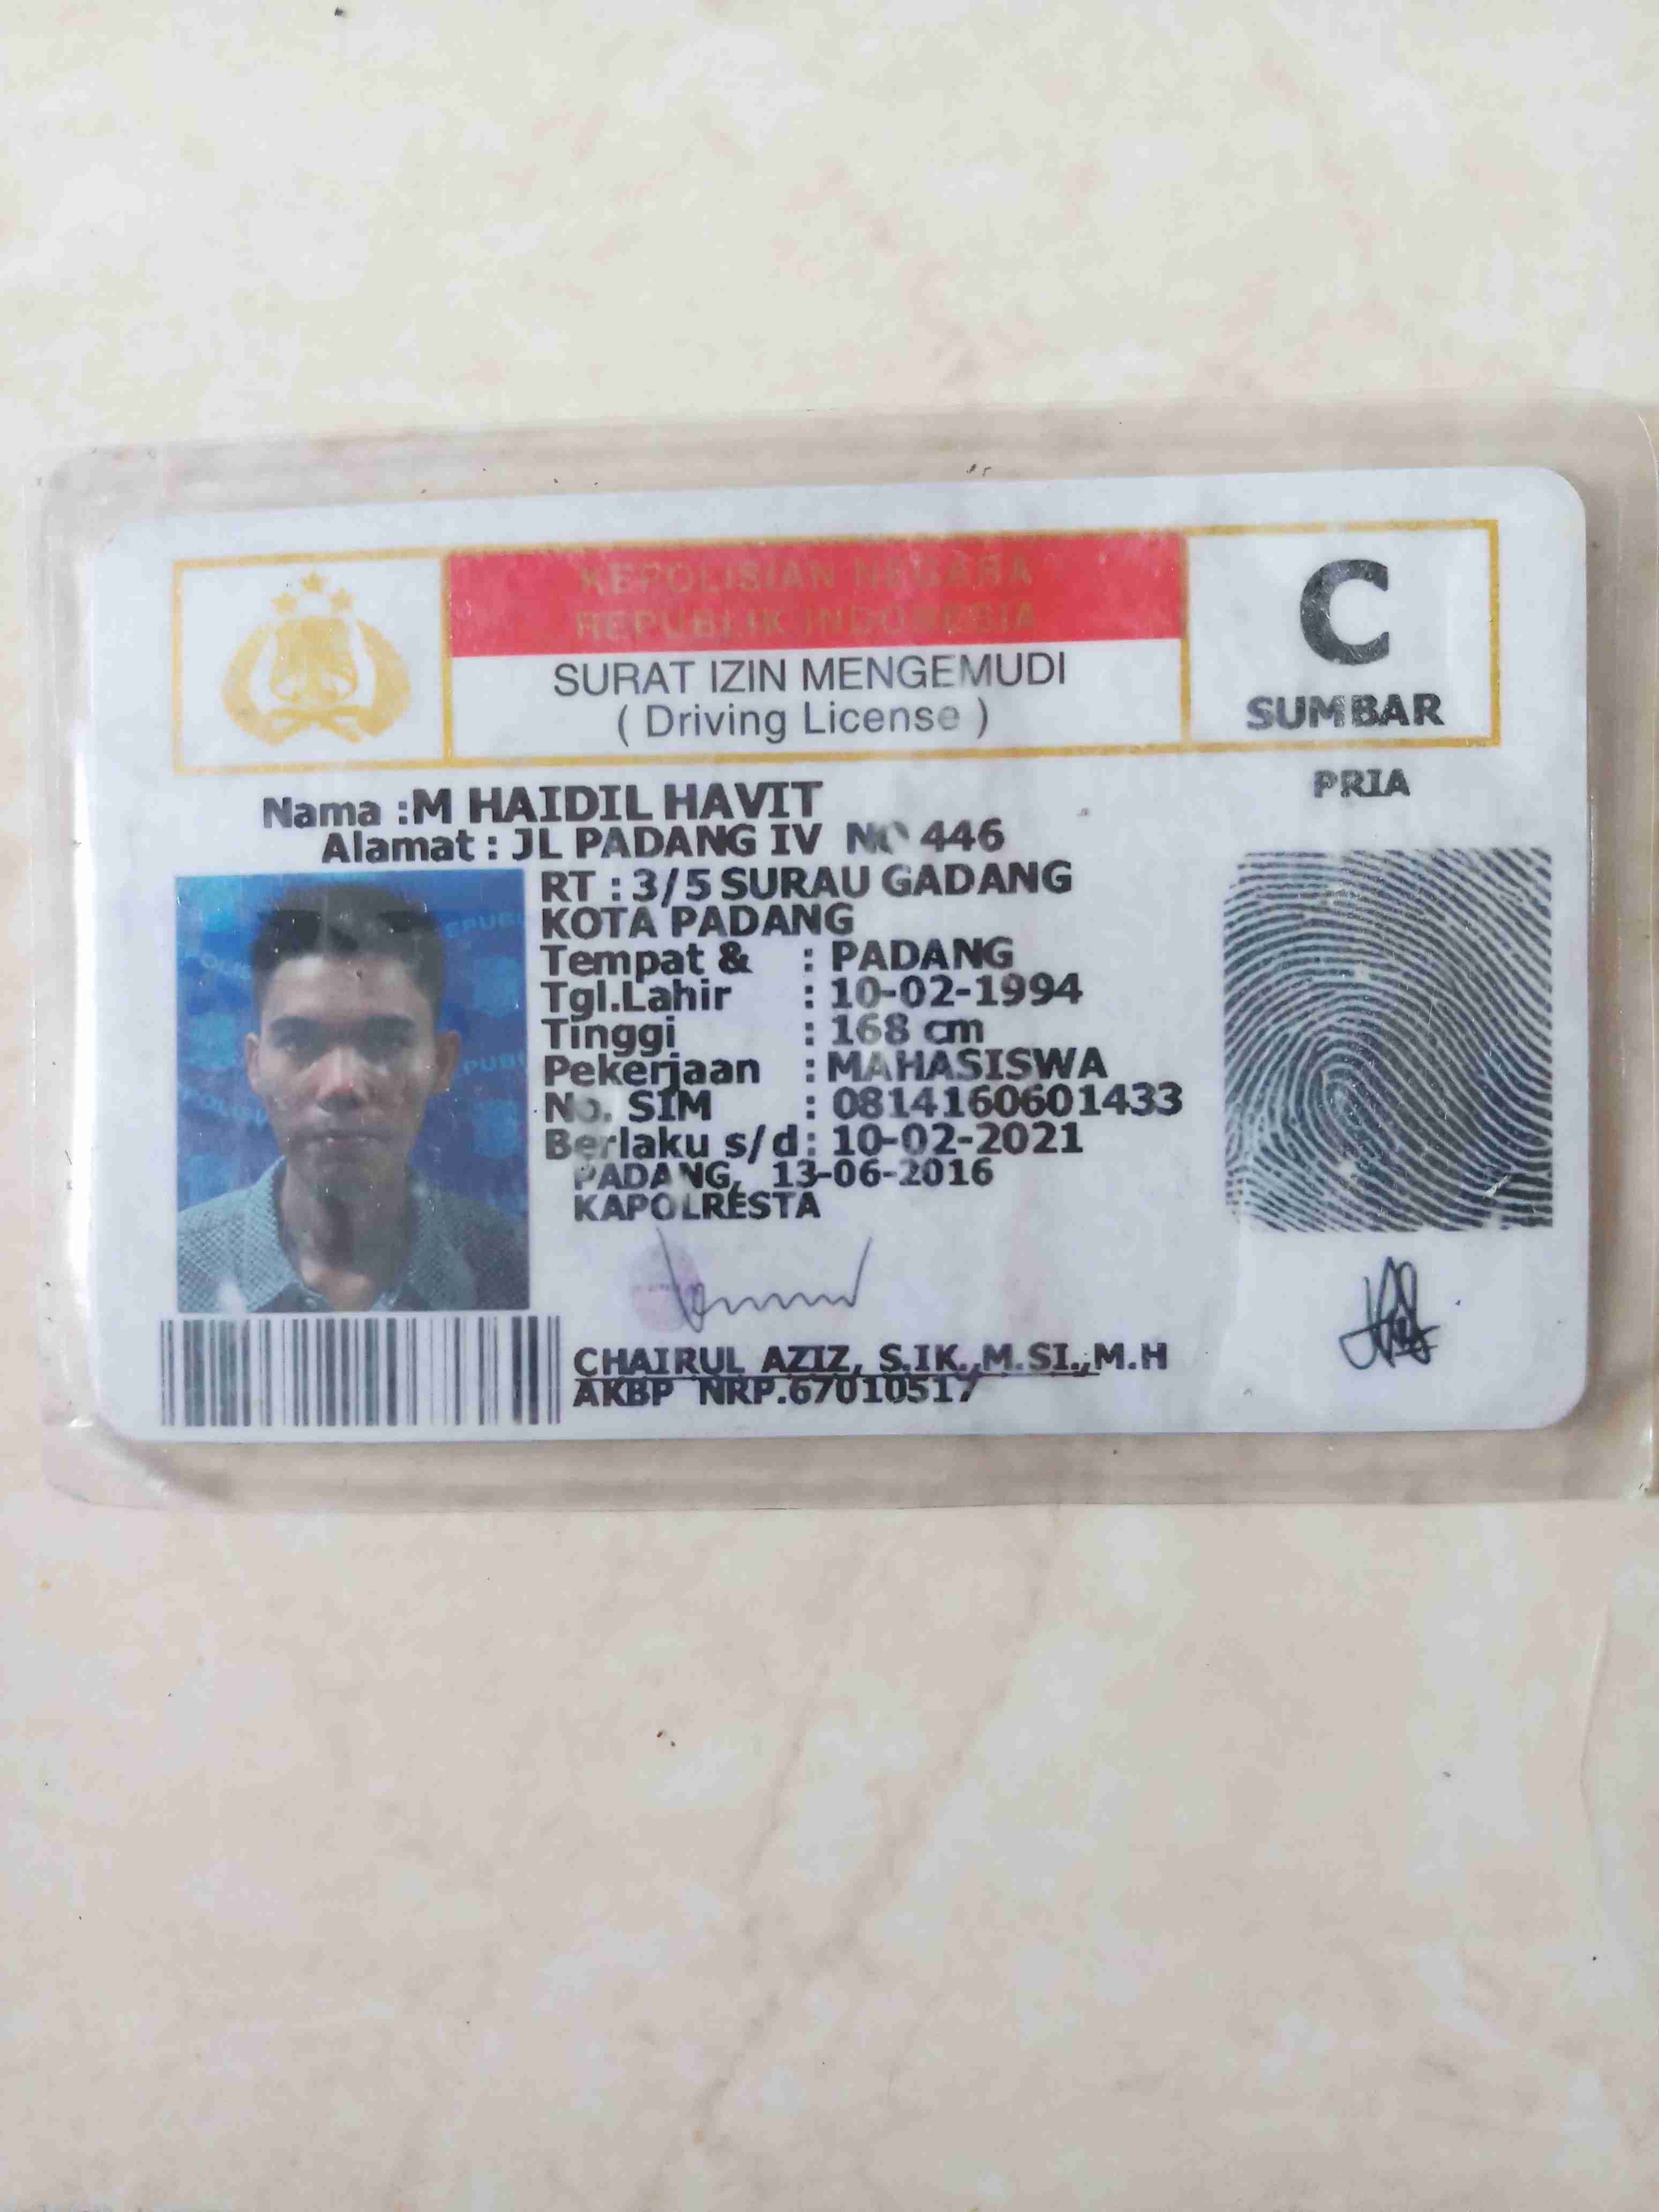 KEPOLISIAN NEGARA
REPUBLIK INDONESIA
SURAT IZIN MENGEMUDI
( Driving License )
C
SUMBAR
PRIA
Nama :M HAIDIL HAVIT
Alamat : JL PADANG IV NO 446
RT : 3/5 SURAU GADANG
KOTA PADANG
Tempat & : PADANG
Tgl.Lahir : 10-02-1994
Tinggi : 168 cm
Pekerjaan : MAHASISWA
No. SIM : 0814160601433
Berlaku s/d : 10-02-2021
PADANG, 13-06-2016
KAPOLRESTA
CHAIRUL AZIZ, S.IK.,M.SI.,M.H
AKBP NRP.67010517